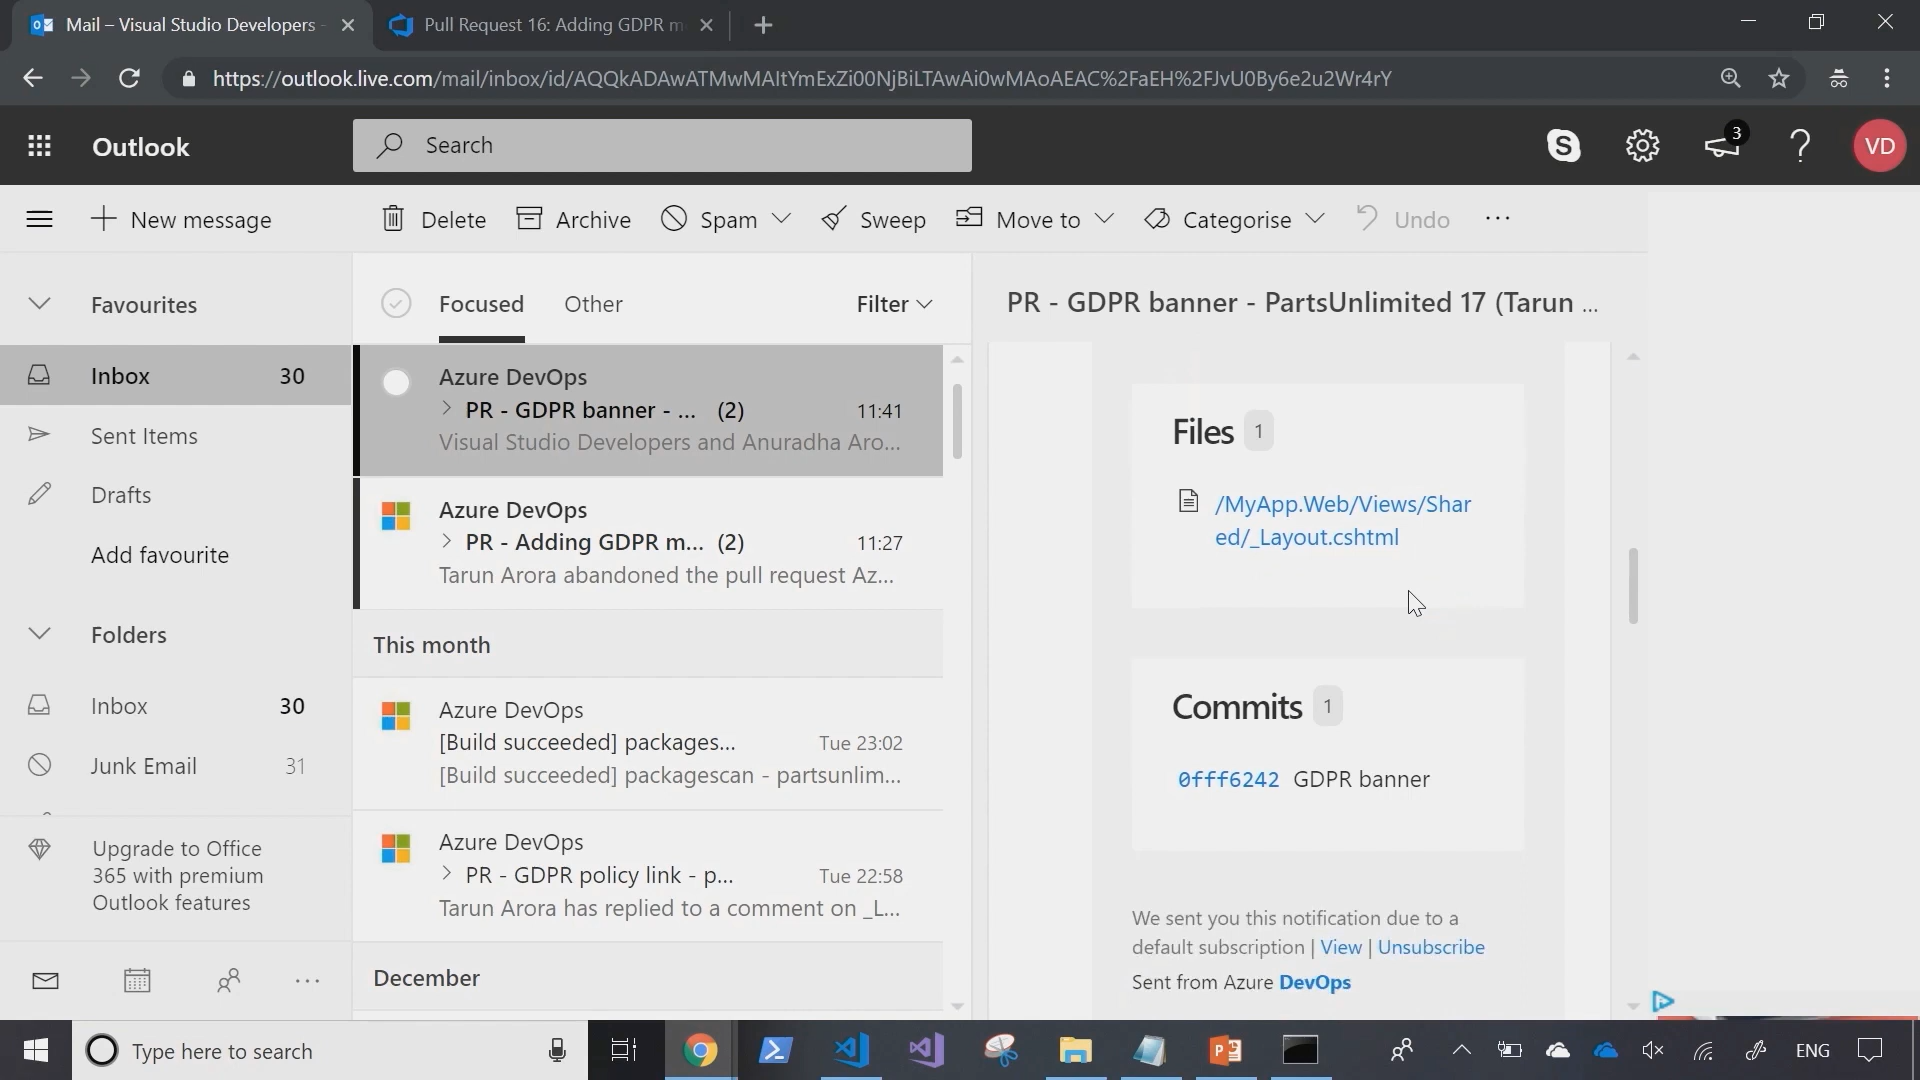 Mail – Visual Studio Developers -
Pull Request 16: Adding GDPR m
https://outlook.live.com/mail/inbox/id/AQQkADAwATMwMAItYmExZi00NjBiLTAwAi0wMAoAEAC%2FaEH%2FJvU0By6e2u2Wr4rY
Outlook
Search
3
VD
New message
Delete
Archive
Spam
Sweep
Move to
Categorise
Undo
Favourites
Inbox 30
Sent Items
Drafts
Add favourite
Folders
Inbox 30
Junk Email 31
Upgrade to Office
365 with premium
Outlook features
Focused
Other
Filter
Azure DevOps
PR - GDPR banner - ... (2) 11:41
Visual Studio Developers and Anuradha Aro...
Azure DevOps
PR - Adding GDPR m... (2) 11:27
Tarun Arora abandoned the pull request Az...
This month
Azure DevOps
[Build succeeded] packages... Tue 23:02
[Build succeeded] packagescan - partsunlim...
Azure DevOps
PR - GDPR policy link - p... Tue 22:58
Tarun Arora has replied to a comment on _L...
December
PR - GDPR banner - PartsUnlimited 17 (Tarun ...
Files 1
/MyApp.Web/Views/Shar
ed/_Layout.cshtml
Commits 1
0fff6242 GDPR banner
We sent you this notification due to a
default subscription | View | Unsubscribe
Sent from Azure DevOps
Type here to search
ENG